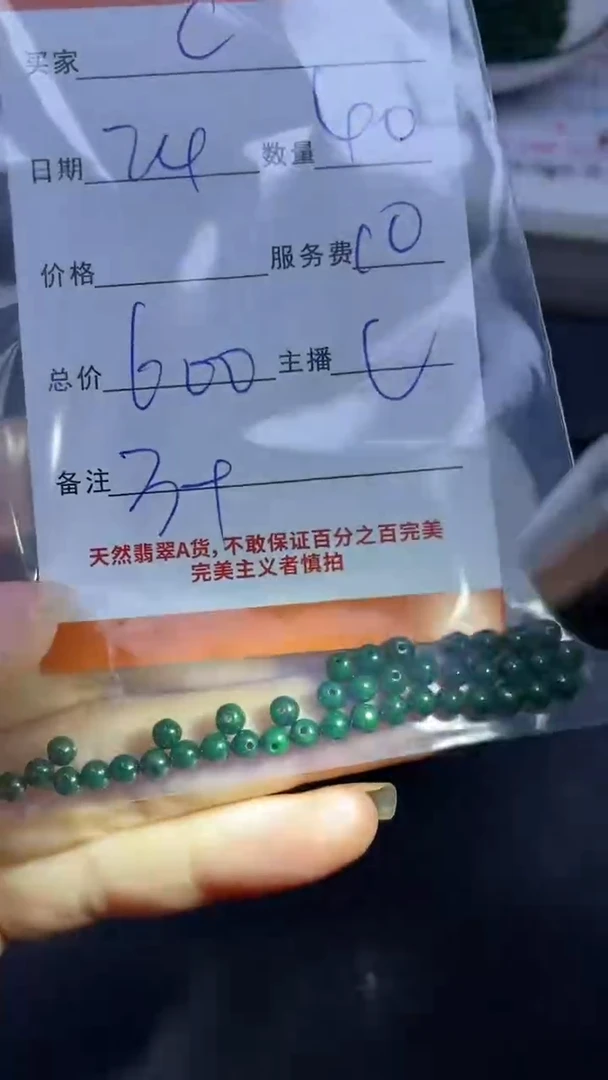 买家 C
日期 24 数量 40
价格 服务费 10
总价 600 主播 C
备注
天然翡翠A货，不敢保证百分之百完美
完美主义者慎拍